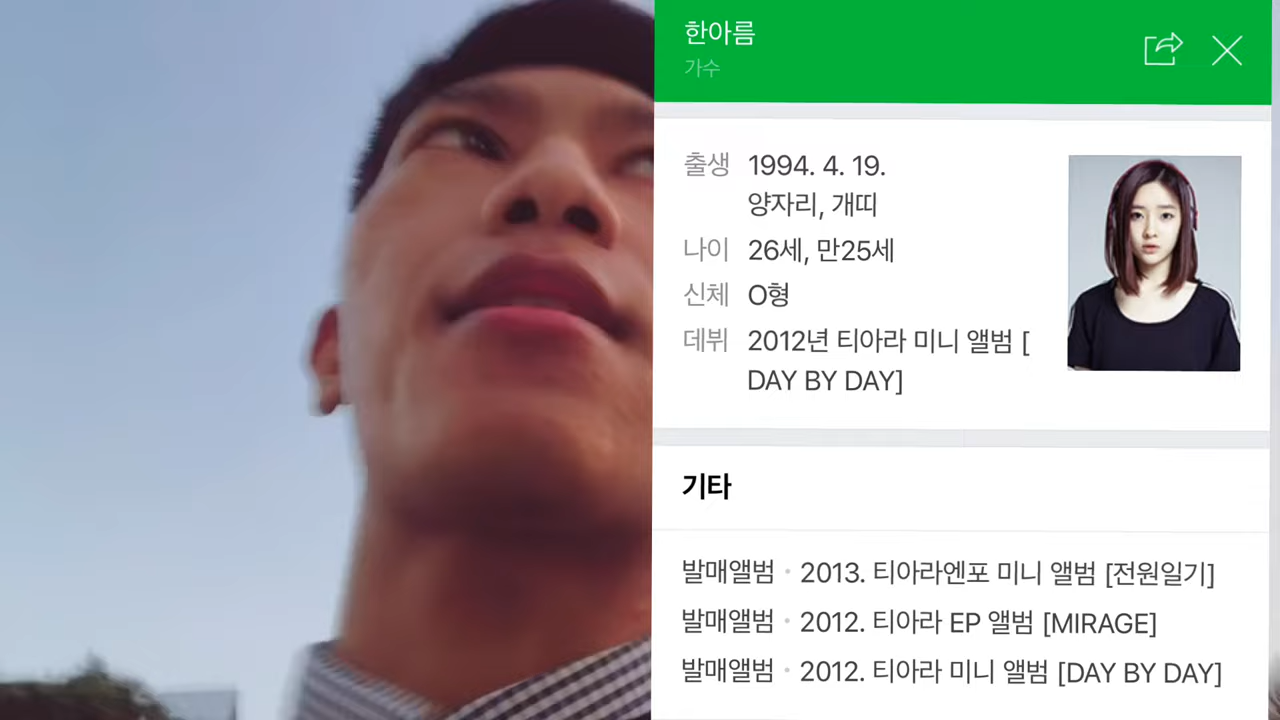 한아름
가수
출생 1994. 4. 19.
양자리, 개띠
나이 26세, 만25세
신체 O형
데뷔 2012년 티아라 미니 앨범 [
DAY BY DAY]
기타
발매앨범 • 2013. 티아라엔포 미니 앨범 [전원일기]
발매앨범 • 2012. 티아라 EP 앨범 [MIRAGE]
발매앨범 • 2012. 티아라 미니 앨범 [DAY BY DAY]